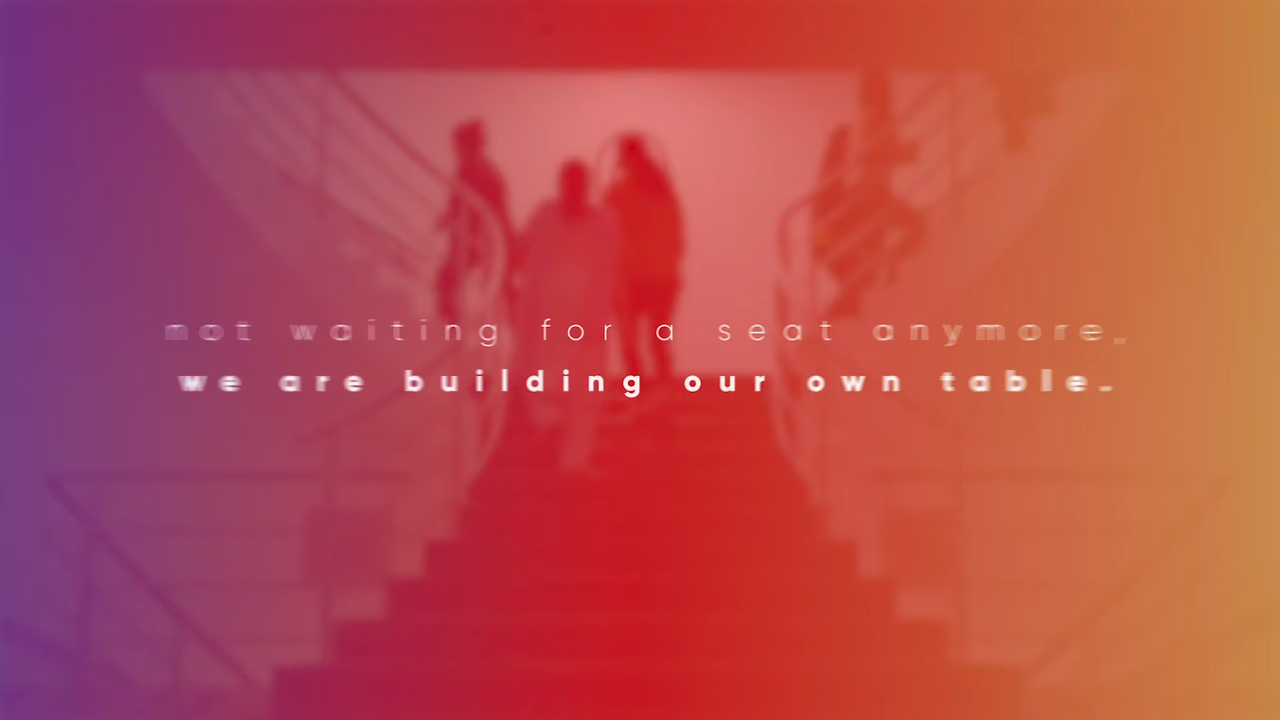 not waiting for a seat anymore.
we are building our own table.